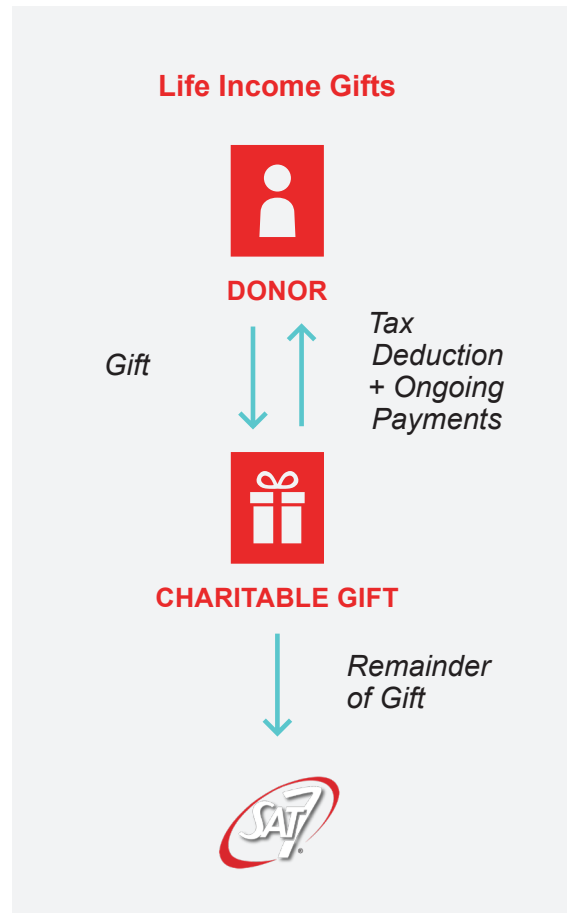 Life Income Gifts
DONOR
Gift
Tax
Deduction
+ Ongoing
Payments
CHARITABLE GIFT
Remainder
of Gift
SAT7®